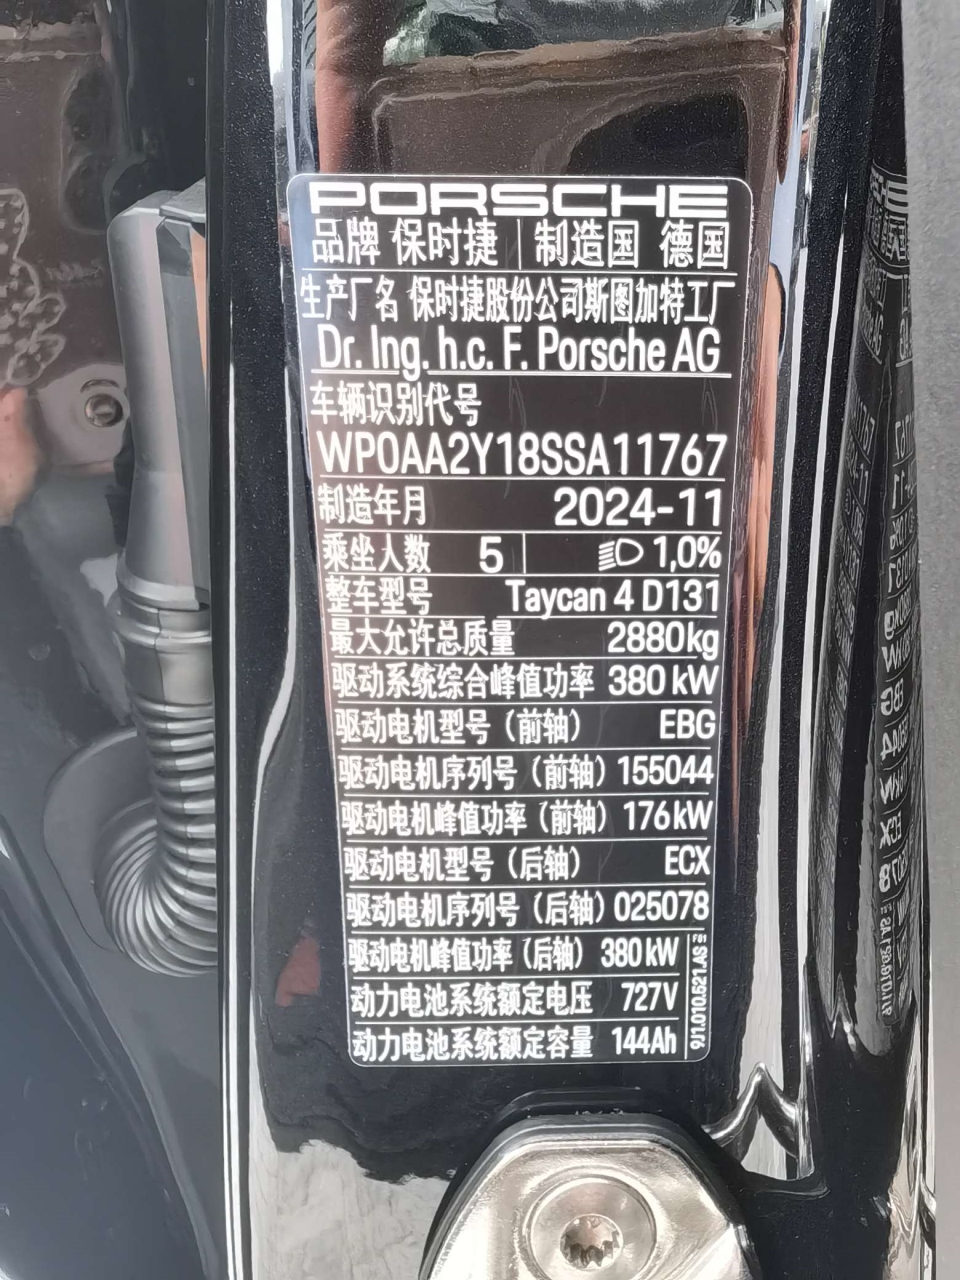 PORSCHE
品牌 保时捷 制造国 德国
生产厂名 保时捷股份公司斯图加特工厂
Dr. Ing. h.c. F. Porsche AG
车辆识别代号
WP0AA2Y18SSA11767
制造年月 2024-11
乘坐人数 5 1,0%
整车型号 Taycan 4 D131
最大允许总质量 2880kg
驱动系统综合峰值功率 380 kW
驱动电机型号（前轴） EBG
驱动电机序列号（前轴）155044
驱动电机峰值功率（前轴） 176kW
驱动电机型号（后轴） ECX
驱动电机序列号（后轴）025078
驱动电机峰值功率（后轴） 380 kW
动力电池系统额定电压 727V
动力电池系统额定容量 144Ah
9J1.010.621.AS F01